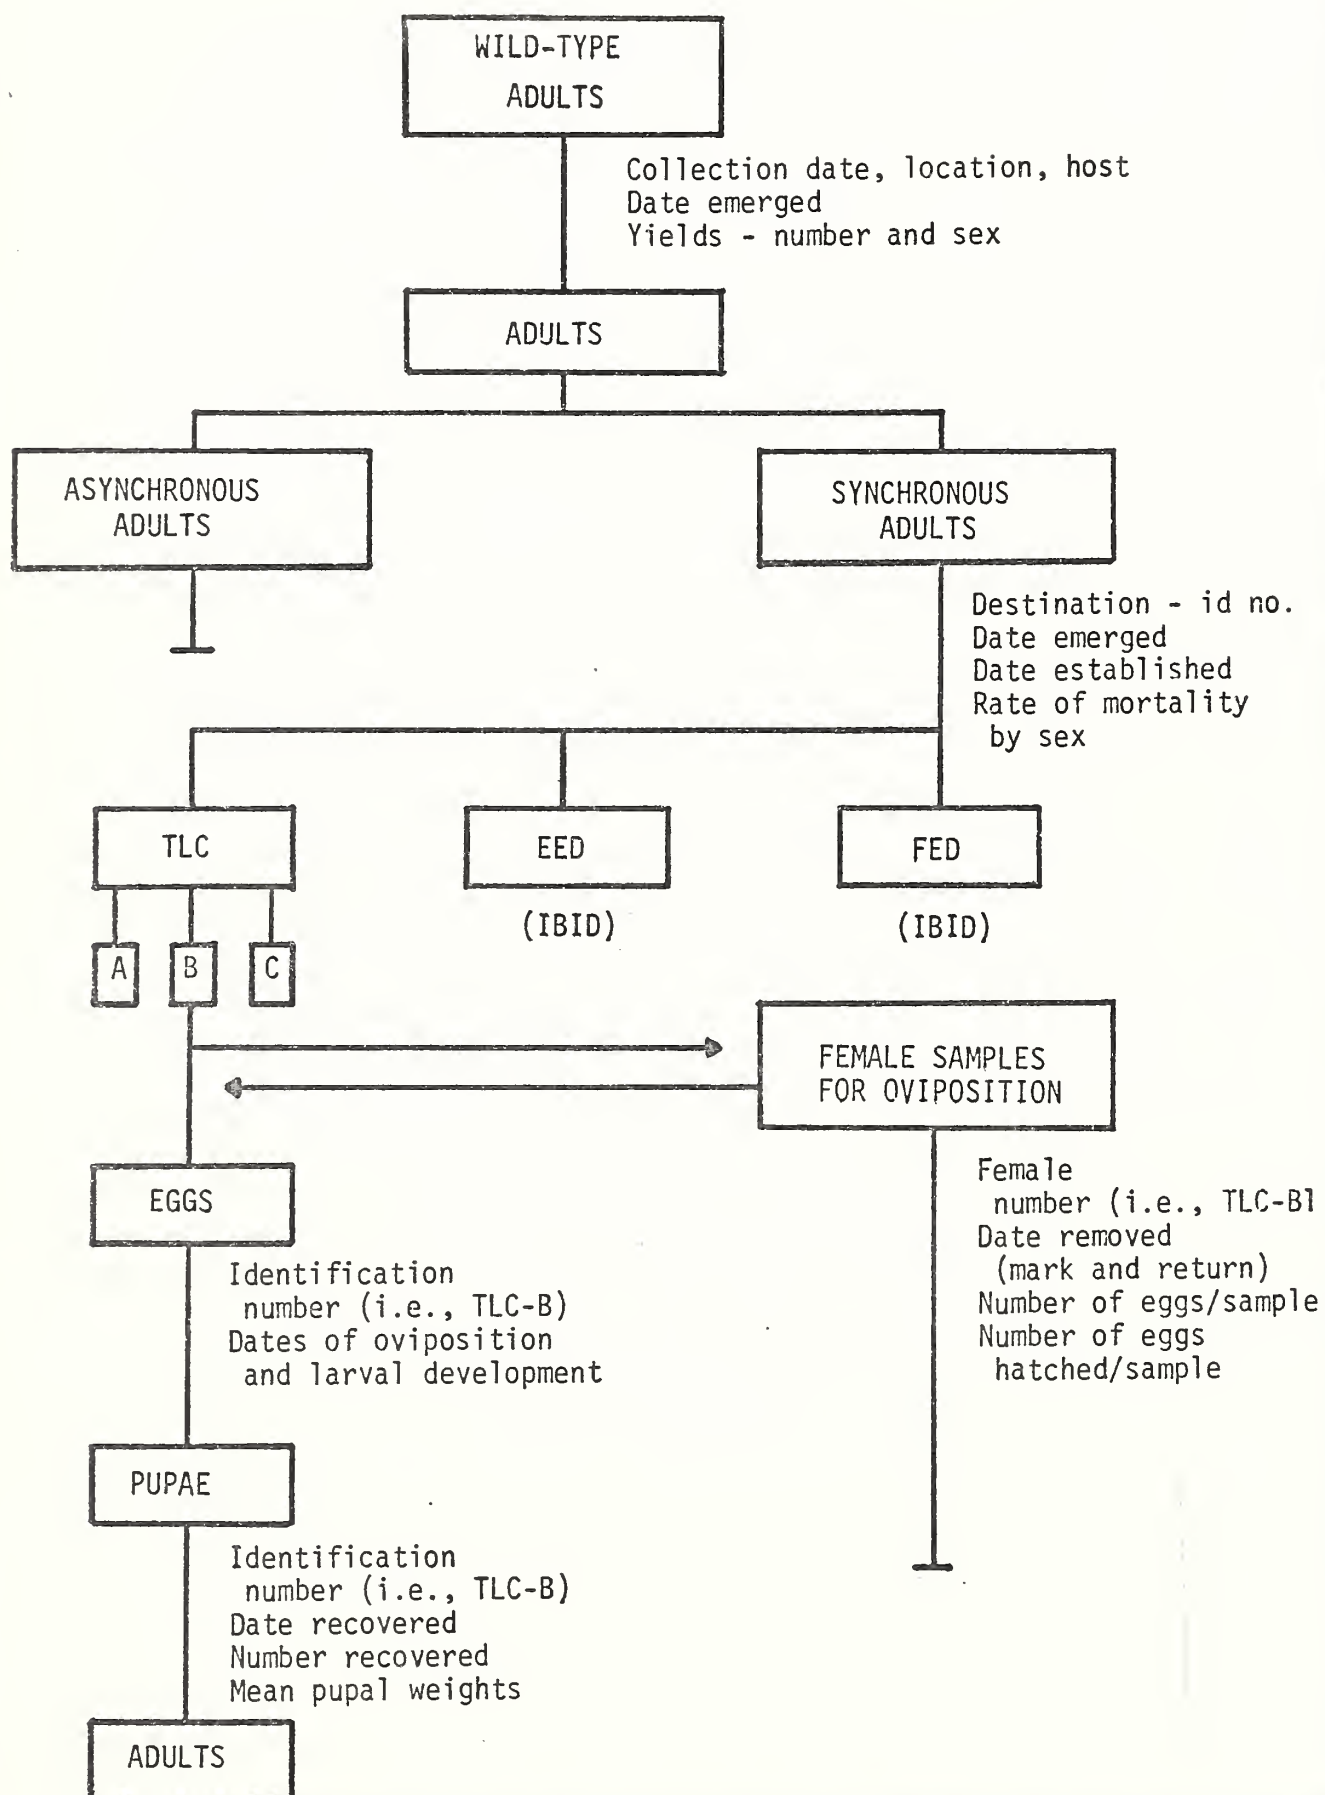 WILD-TYPE
ADULTS
Collection date, location, host
Date emerged
Yields - number and sex
ADULTS
ASYNCHRONOUS
ADULTS
SYNCHRONOUS
ADULTS
Destination - id no.
Date emerged
Date established
Rate of mortality
by sex
TLC
EED
FED
(IBID)
(IBID)
A
B
C
FEMALE SAMPLES
FOR OVIPOSITION
EGGS
Female
number (i.e., TLC-B1
Date removed
(mark and return)
Number of eggs/sample
Number of eggs
hatched/sample
Identification
number (i.e., TLC-B)
Dates of oviposition
and larval development
PUPAE
Identification
number (i.e., TLC-B)
Date recovered
Number recovered
Mean pupal weights
ADULTS